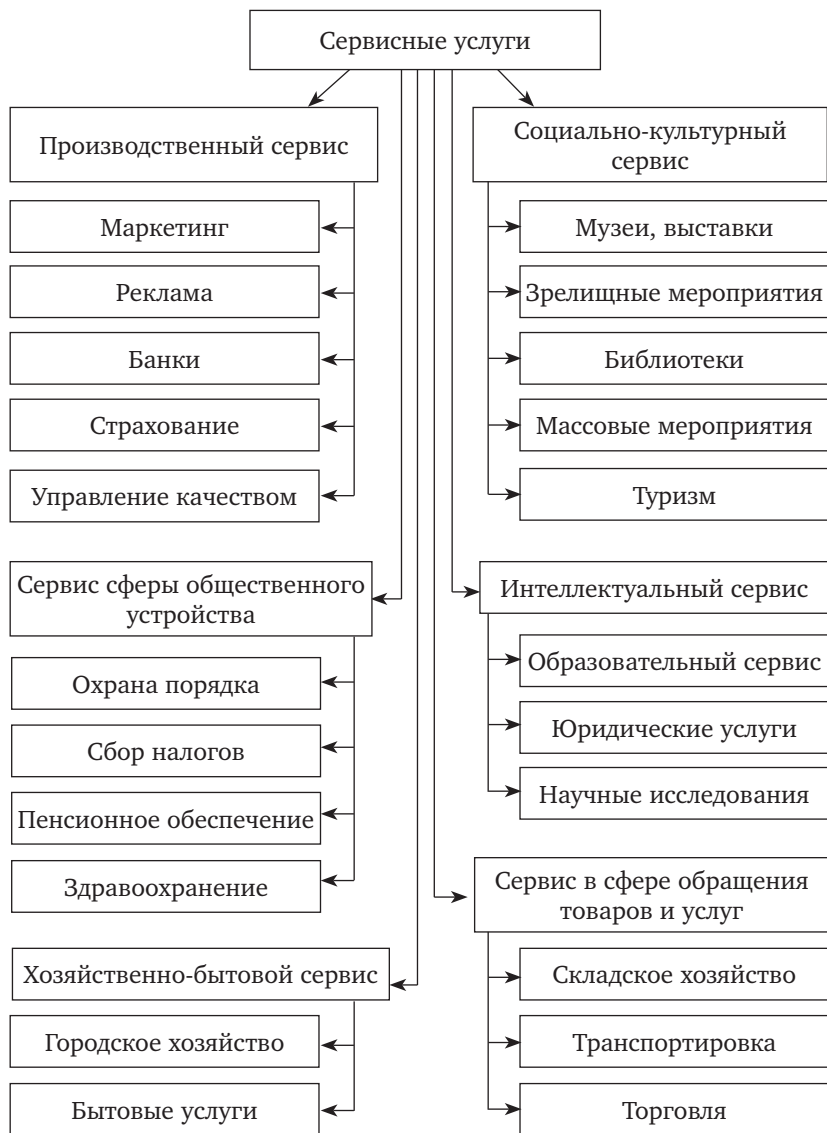 Сервисные услуги
Производственный сервис
Маркетинг
Реклама
Банки
Страхование
Управление качеством
Социально-культурный
сервис
Музеи, выставки
Зрелищные мероприятия
Библиотеки
Массовые мероприятия
Туризм
Сервис сферы общественного
устройства
Охрана порядка
Сбор налогов
Пенсионное обеспечение
Здравоохранение
Интеллектуальный сервис
Образовательный сервис
Юридические услуги
Научные исследования
Хозяйственно-бытовой сервис
Городское хозяйство
Бытовые услуги
Сервис в сфере обращения
товаров и услуг
Складское хозяйство
Транспортировка
Торговля